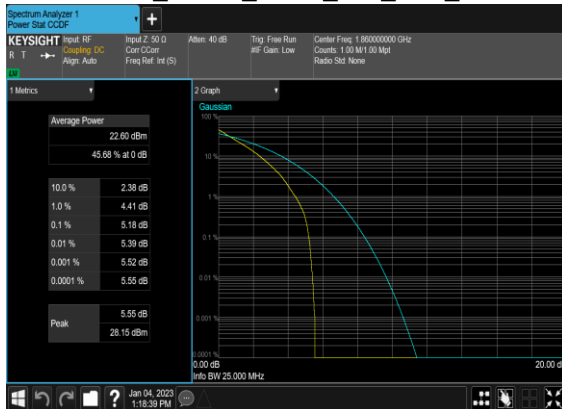 Spectrum Analyzer 1
Power Stat CCDF
KEYSIGHT
R T
Input: RF
Coupling: DC
Align: Auto
Input Z: 50 Ω
Corr CCorr
Freq Ref: Int (S)
Atten: 40 dB
Trig: Free Run
#IF Gain: Low
Center Freq: 1.860000000 GHz
Counts: 1.00 M/1.00 Mpt
Radio Std: None
1 Metrics
Average Power
22.60 dBm
45.68 % at 0 dB
10.0 % 2.38 dB
1.0 % 4.41 dB
0.1 % 5.18 dB
0.01 % 5.39 dB
0.001 % 5.52 dB
0.0001 % 5.55 dB
Peak
5.55 dB
28.15 dBm
2 Graph
Gaussian
100 %
10 %
1 %
0.1 %
0.01 %
0.001 %
0.0001 %
0.00 dB
20.00 d
Info BW 25.000 MHz
?
Jan 04, 2023
1:18:39 PM